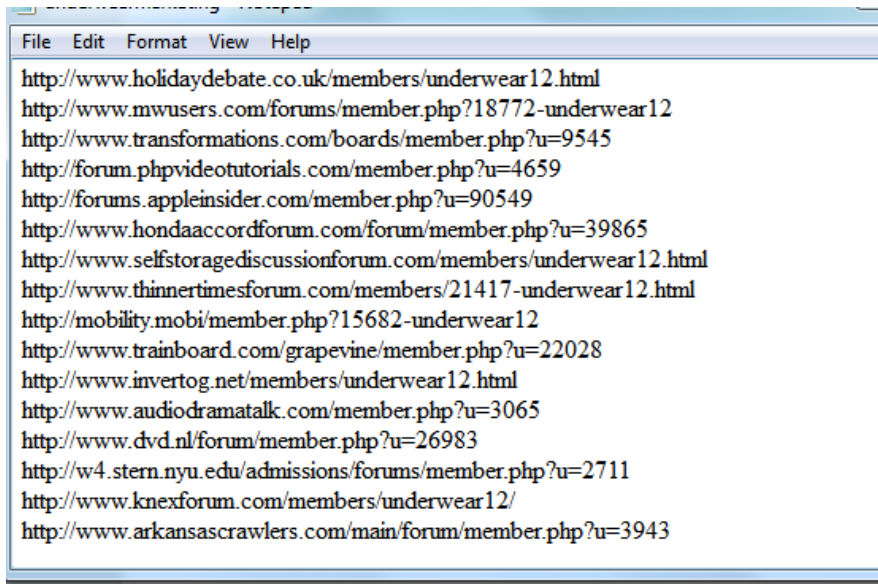 File Edit Format View Help
http://www.holidaydebate.co.uk/members/underwear12.html
http://www.mwusers.com/forums/member.php?18772-underwear12
http://www.transformations.com/boards/member.php?u=9545
http://forum.phpvideotutorials.com/member.php?u=4659
http://forums.appleinsider.com/member.php?u=90549
http://www.hondaaccordforum.com/forum/member.php?u=39865
http://www.selfstoragediscussionforum.com/members/underwear12.html
http://www.thinnertimesforum.com/members/21417-underwear12.html
http://mobility.mobi/member.php?15682-underwear12
http://www.trainboard.com/grapevine/member.php?u=22028
http://www.invertog.net/members/underwear12.html
http://www.audiodramatalk.com/member.php?u=3065
http://www.dvd.nl/forum/member.php?u=26983
http://w4.stern.nyu.edu/admissions/forums/member.php?u=2711
http://www.knexforum.com/members/underwear12/
http://www.arkansascrawlers.com/main/forum/member.php?u=3943